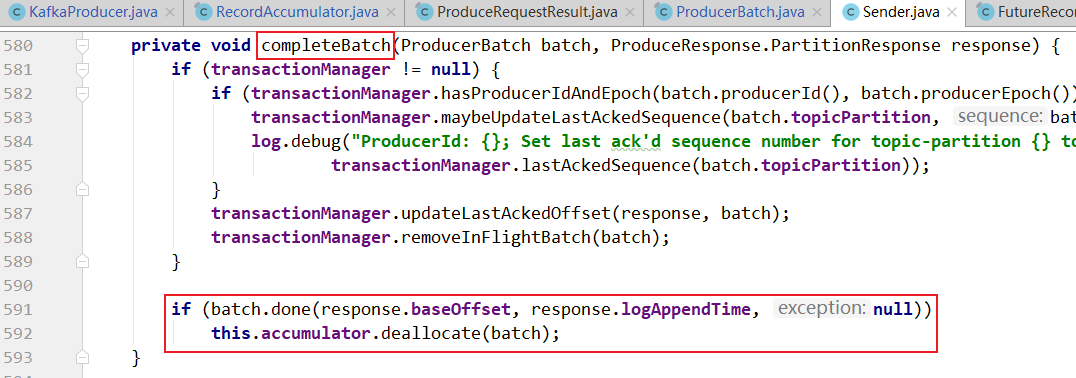 KafkaProducer.java RecordAccumulator.java ProduceRequestResult.java ProducerBatch.java Sender.java FutureRecor
580 private void completeBatch(ProducerBatch batch, ProduceResponse.PartitionResponse response) {
581 if (transactionManager != null) {
582 if (transactionManager.hasProducerIdAndEpoch(batch.producerId(), batch.producerEpoch())
583 transactionManager.maybeUpdateLastAckedSequence(batch.topicPartition, sequence: bat
584 log.debug("ProducerId: {}; Set last ack'd sequence number for topic-partition {} to
585 transactionManager.lastAckedSequence(batch.topicPartition));
586 }
587 transactionManager.updateLastAckedOffset(response, batch);
588 transactionManager.removeInFlightBatch(batch);
589 }
590
591 if (batch.done(response.baseOffset, response.logAppendTime, exception: null))
592 this.accumulator.deallocate(batch);
593 }